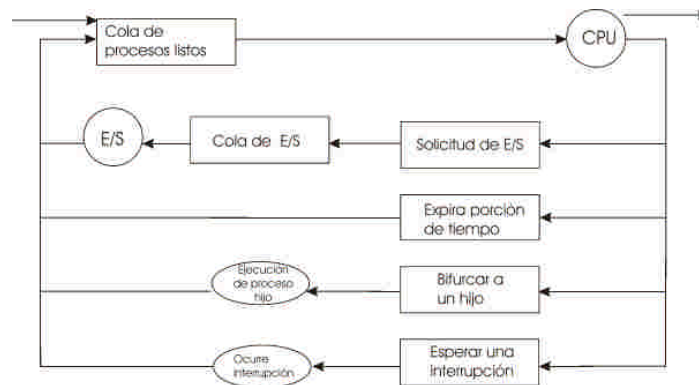 Cola de
procesos listos
CPU
E/S
Cola de E/S
Solicitud de E/S
Expira porción
de tiempo
Ejecución
de proceso
hijo
Bifurcar a
un hijo
Ocurre
interrupción
Esperar una
interrupción